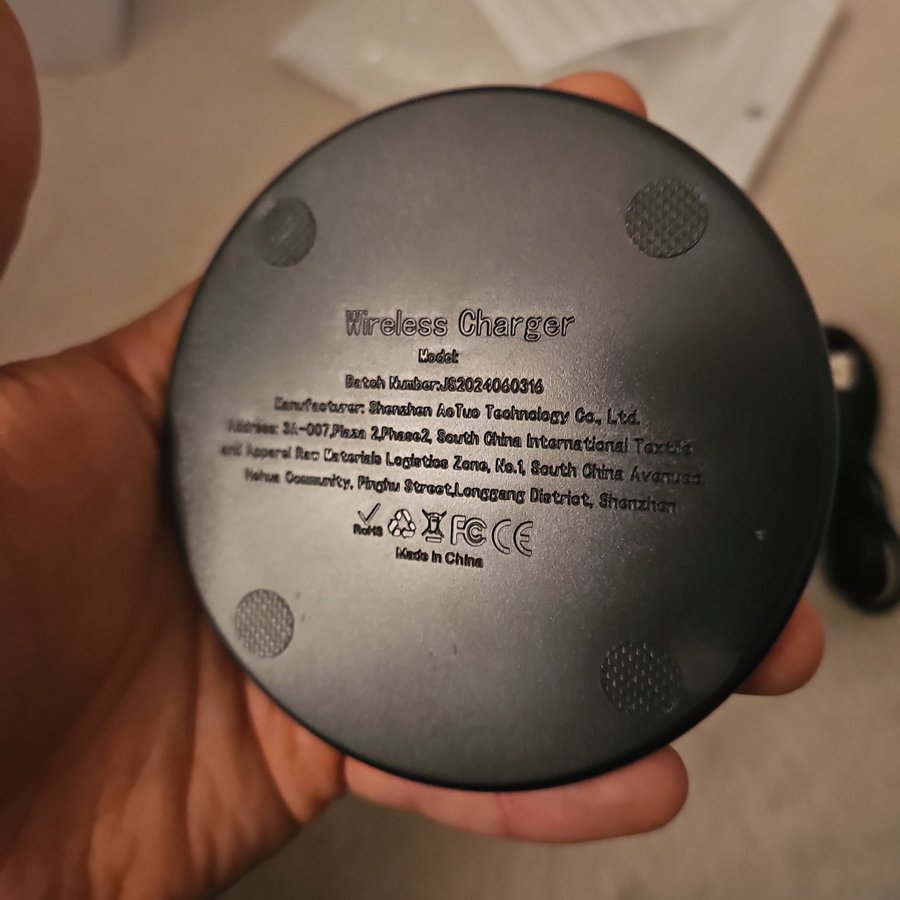 Wireless Charger
Model:
Batch Number:JS2024060316
Manufacturer: Shenzhen AoTuo Technology Co., Ltd.
Address: 3A-007,Plaza 2,Phase2, South China International Textile
and Apparel Raw Materials Logistics Zone, No.1, South China Avenue,
Hehua Community, Pinghu Street,Longgang District, Shenzhen
RoHS FC CE
Made in China